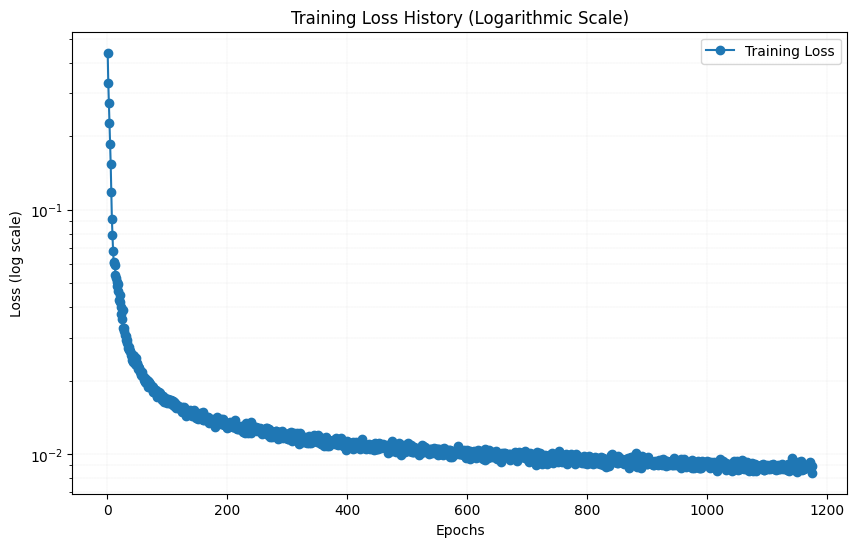 Training Loss History (Logarithmic Scale)
Training Loss
Loss (log scale)
10⁻¹
10⁻²
0 200 400 600 800 1000 1200
Epochs